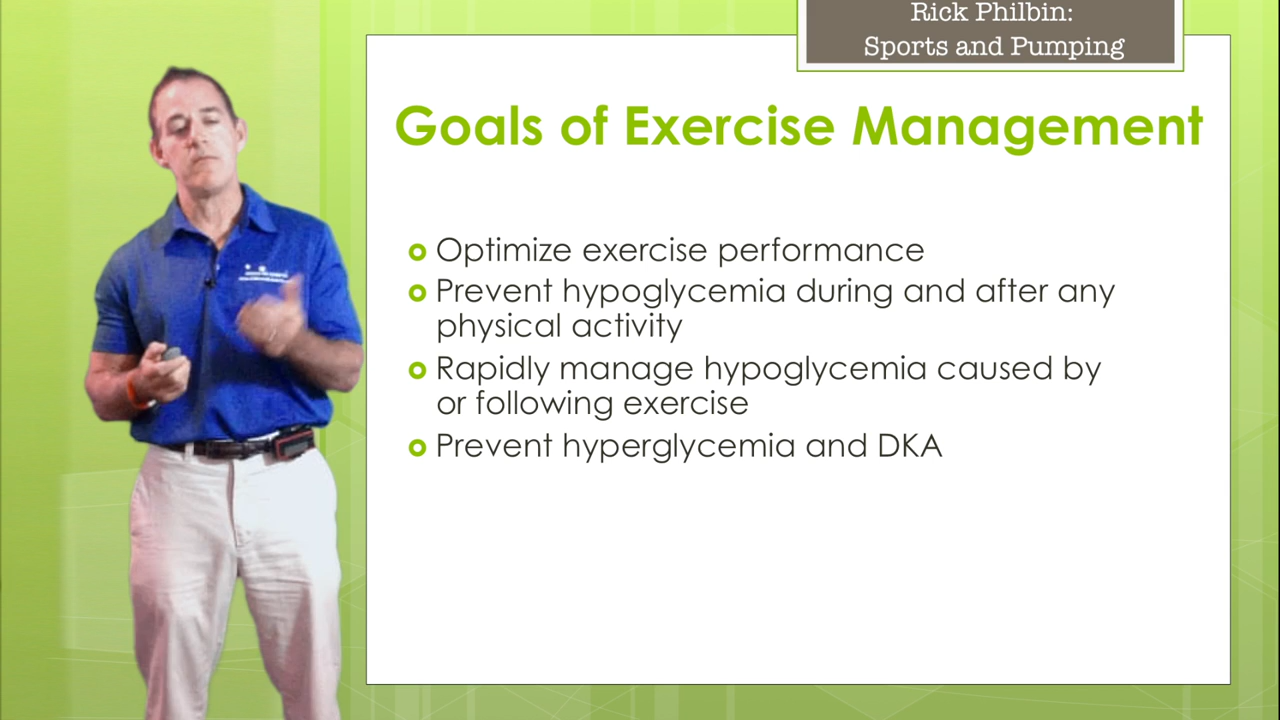 Rick Philbin:
Sports and Pumping
Goals of Exercise Management
Optimize exercise performance
Prevent hypoglycemia during and after any
physical activity
Rapidly manage hypoglycemia caused by
or following exercise
Prevent hyperglycemia and DKA